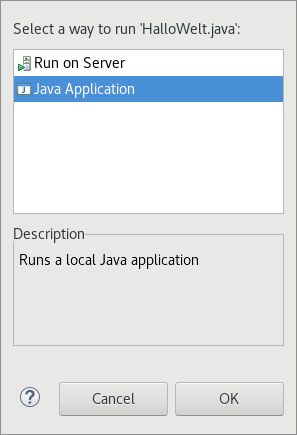 Select a way to run 'HalloWelt.java':
Run on Server
Java Application
Description
Runs a local Java application
?
Cancel
OK